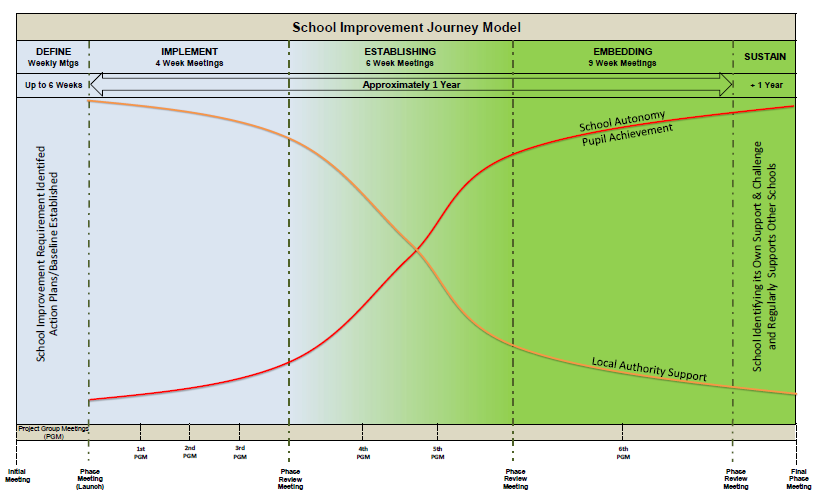 School Improvement Journey Model
DEFINE
Weekly Mtgs
IMPLEMENT
4 Week Meetings
ESTABLISHING
6 Week Meetings
EMBEDDING
9 Week Meetings
SUSTAIN
Up to 6 Weeks
Approximately 1 Year
+ 1 Year
School Improvement Requirement Identifed
Action Plans/Baseline Established
School Autonomy
Pupil Achievement
Local Authority Support
School Identifying its Own Support & Challenge
and Regularly Supports Other Schools
Project Group Meetings
(PGM)
1st
PGM
2nd
PGM
3rd
PGM
4th
PGM
5th
PGM
6th
PGM
Initial
Meeting
Phase
Meeting
(Launch)
Phase
Review
Meeting
Phase
Review
Meeting
Phase
Review
Meeting
Final
Phase
Meeting